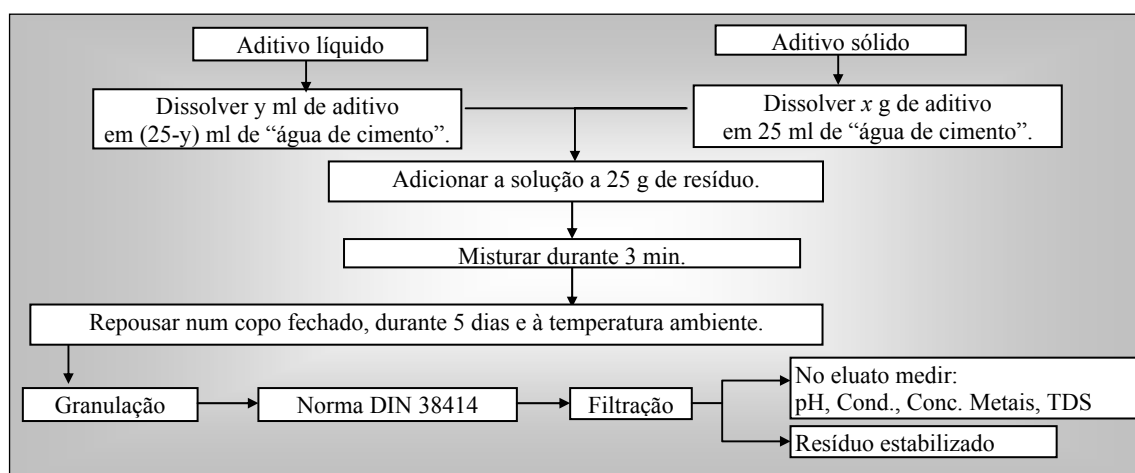 Aditivo líquido
Aditivo sólido
Dissolver y ml de aditivo
em (25-y) ml de “água de cimento”.
Dissolver x g de aditivo
em 25 ml de “água de cimento”.
Adicionar a solução a 25 g de resíduo.
Misturar durante 3 min.
Repousar num copo fechado, durante 5 dias e à temperatura ambiente.
Granulação
Norma DIN 38414
Filtração
No eluato medir:
pH, Cond., Conc. Metais, TDS
Resíduo estabilizado